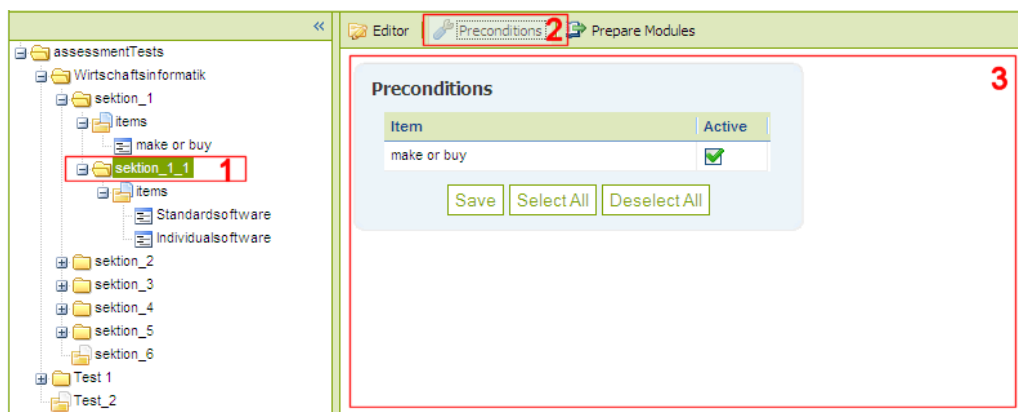 «
assessmentTests
Wirtschaftsinformatik
sektion_1
items
make or buy
sektion_1_1 1
items
Standardsoftware
Individualsoftware
sektion_2
sektion_3
sektion_4
sektion_5
sektion_6
Test 1
Test_2
Editor Preconditions 2 Prepare Modules
3
Preconditions
Item Active
make or buy
Save Select All Deselect All